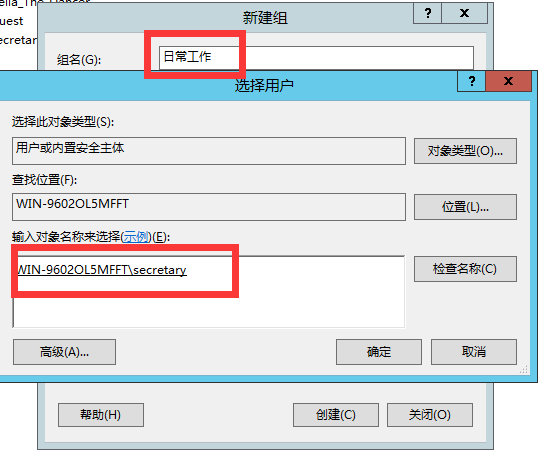 uest
新建组
?
x
组名(G):
日常工作
选择用户
?
x
选择此对象类型(S):
用户或内置安全主体
对象类型(O)...
查找位置(F):
WIN-9602OL5MFFT
位置(L)...
输入对象名称来选择(示例)(E):
WIN-9602OL5MFFT\secretary
检查名称(C)
高级(A)...
确定
取消
帮助(H)
创建(C)
关闭(O)